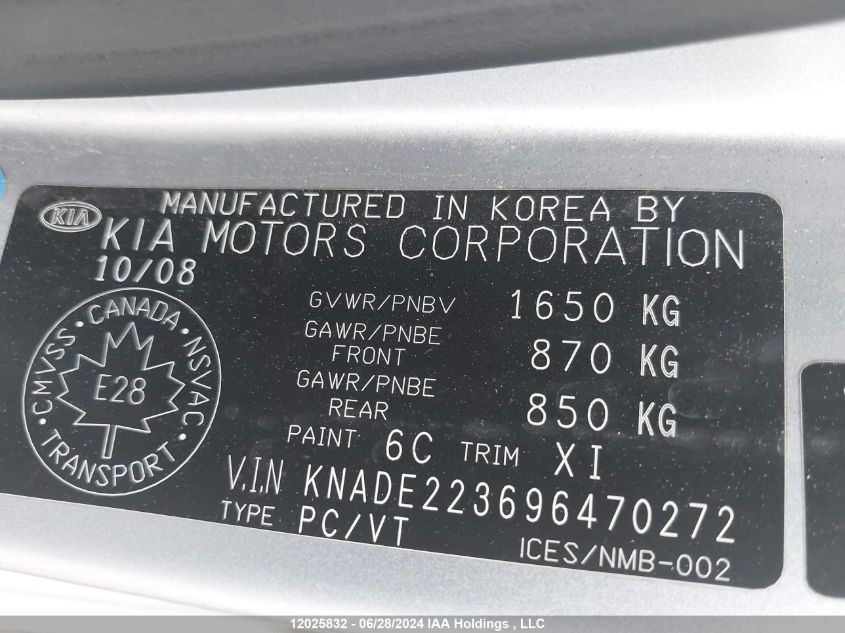 MANUFACTURED IN KOREA BY
KIA
KIA MOTORS CORPORATION
10/08
GVWR/PNBV 1650 KG
GAWR/PNBE
FRONT 870 KG
GAWR/PNBE
REAR 850 KG
PAINT 6C TRIM XI
V.I.N KNADE223696470272
TYPE PC/VT
ICES/NMB-002
CMVSS · CANADA · NSVAC
E28
TRANSPORT
12025832 - 06/28/2024 IAA Holdings , LLC